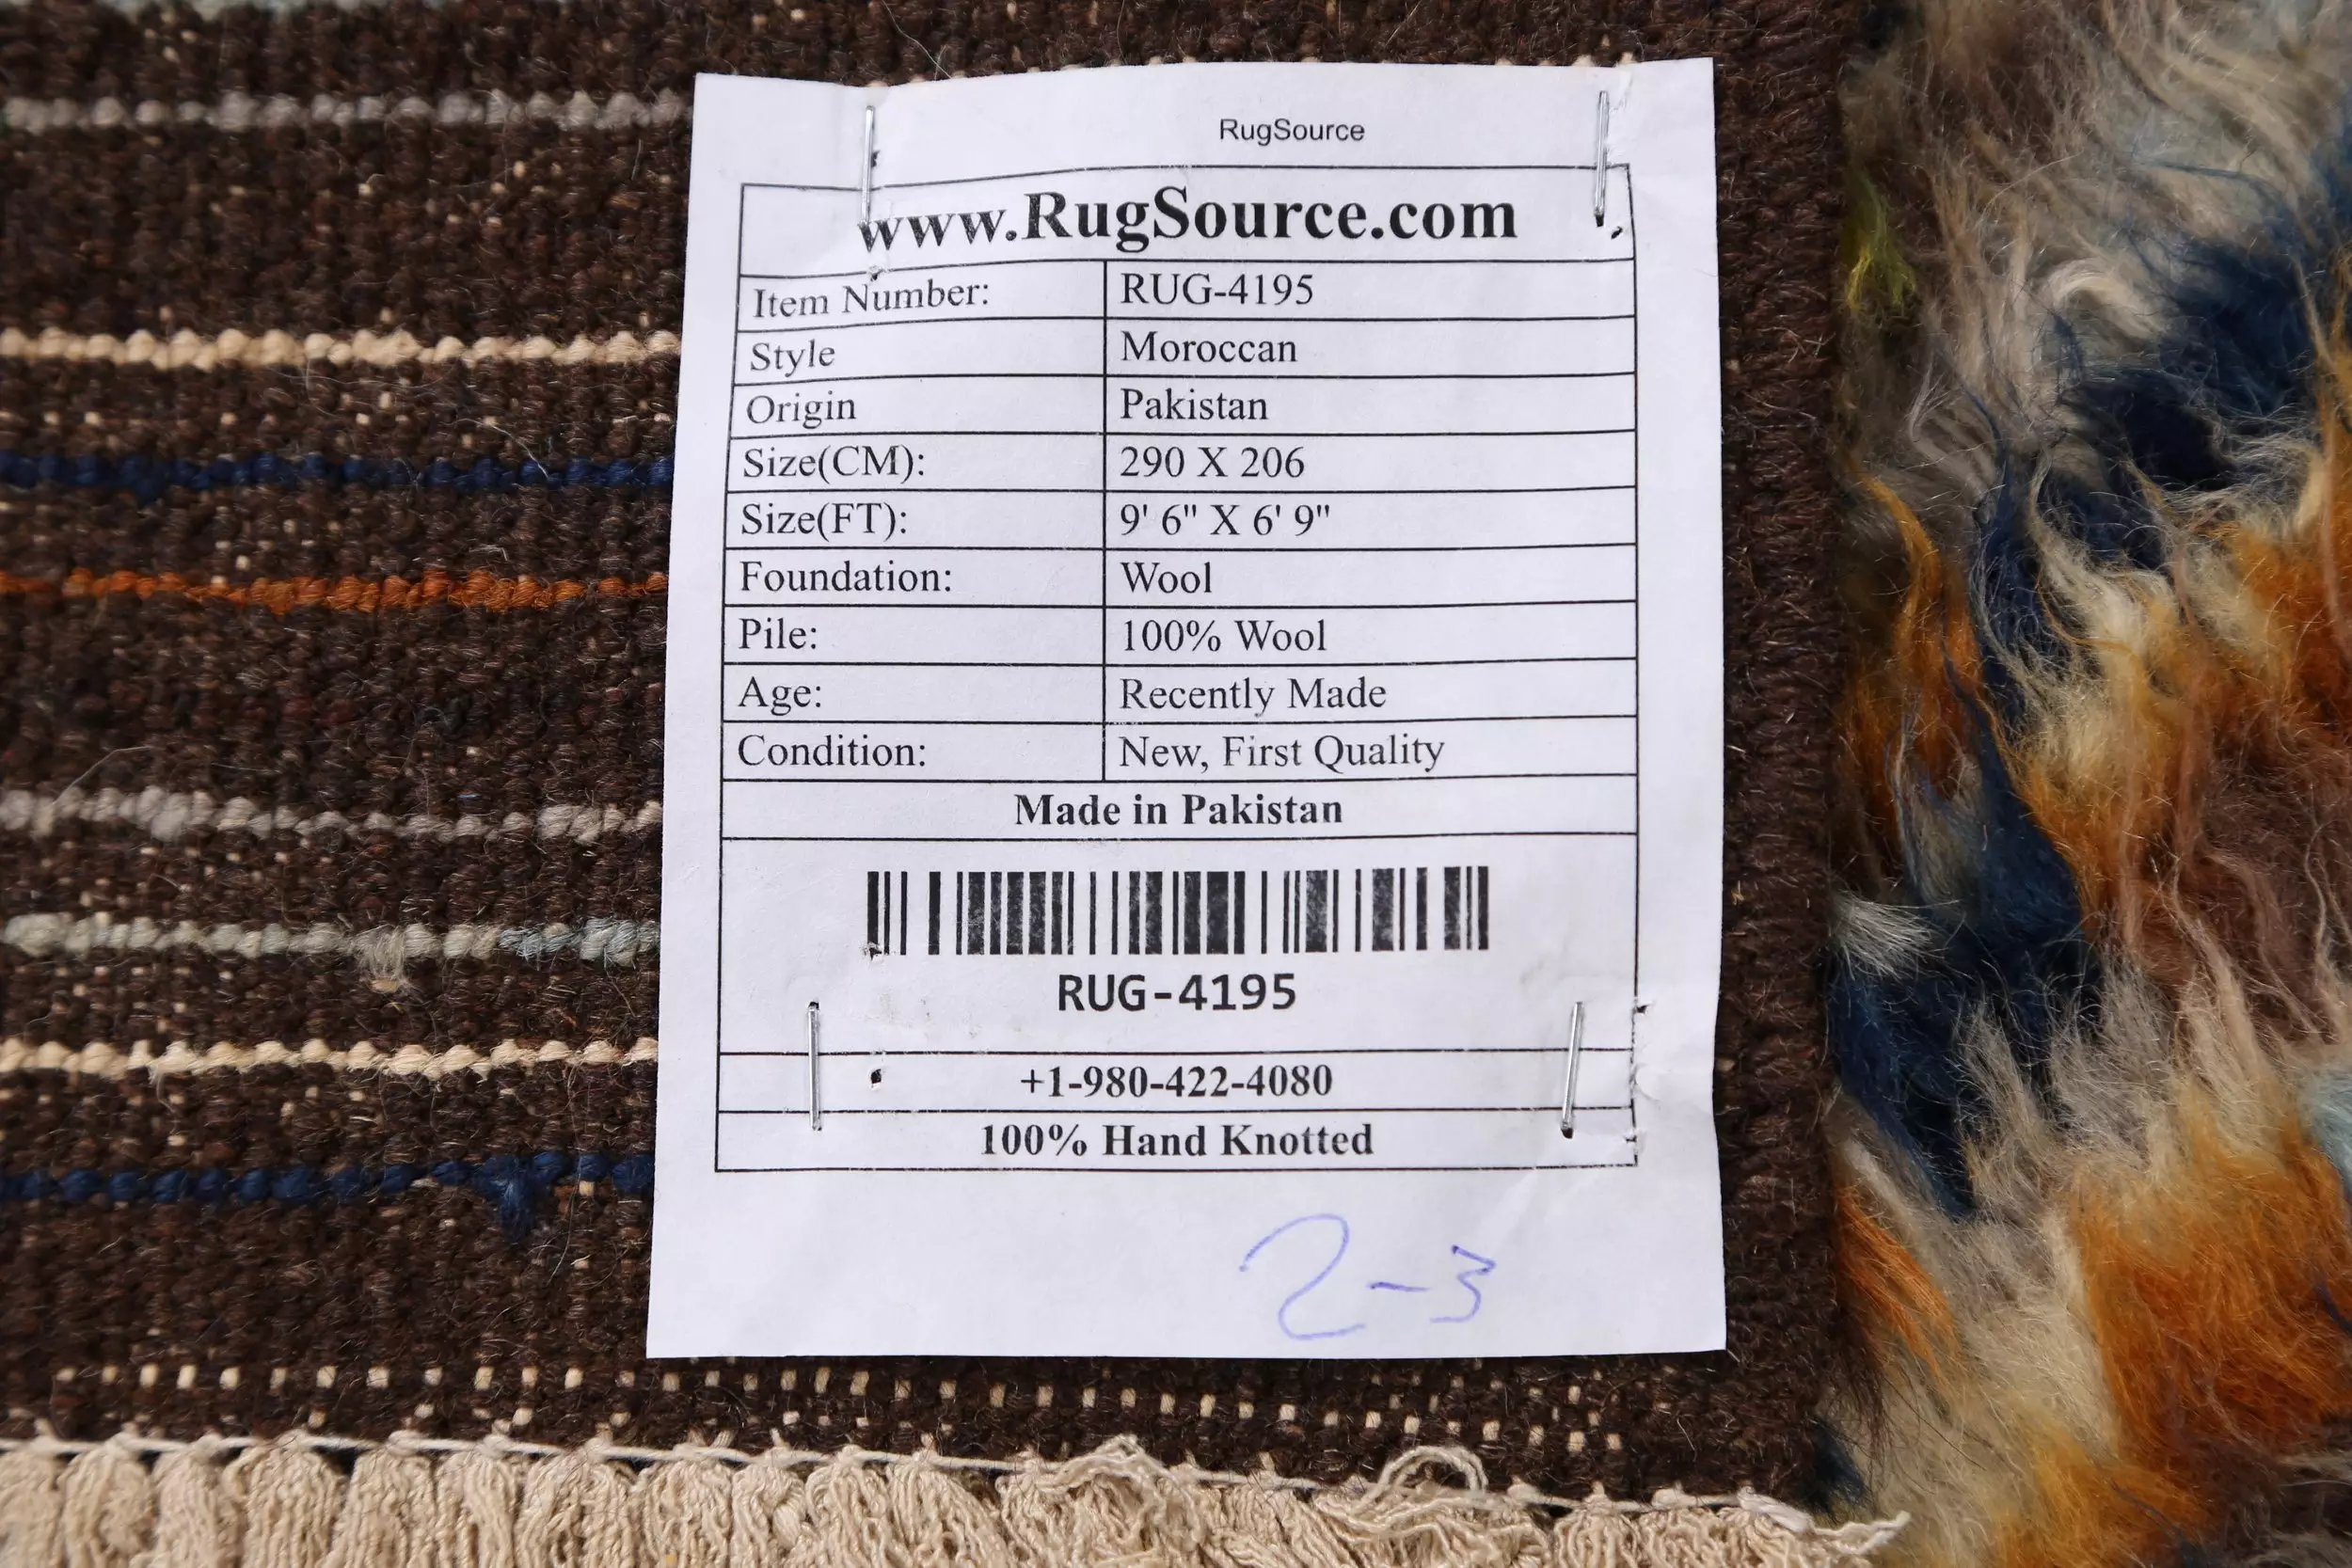 RugSource
www.RugSource.com
Item Number: RUG-4195
Style Moroccan
Origin Pakistan
Size(CM): 290 X 206
Size(FT): 9' 6" X 6' 9"
Foundation: Wool
Pile: 100% Wool
Age: Recently Made
Condition: New, First Quality
Made in Pakistan
RUG-4195
+1-980-422-4080
100% Hand Knotted
2-3